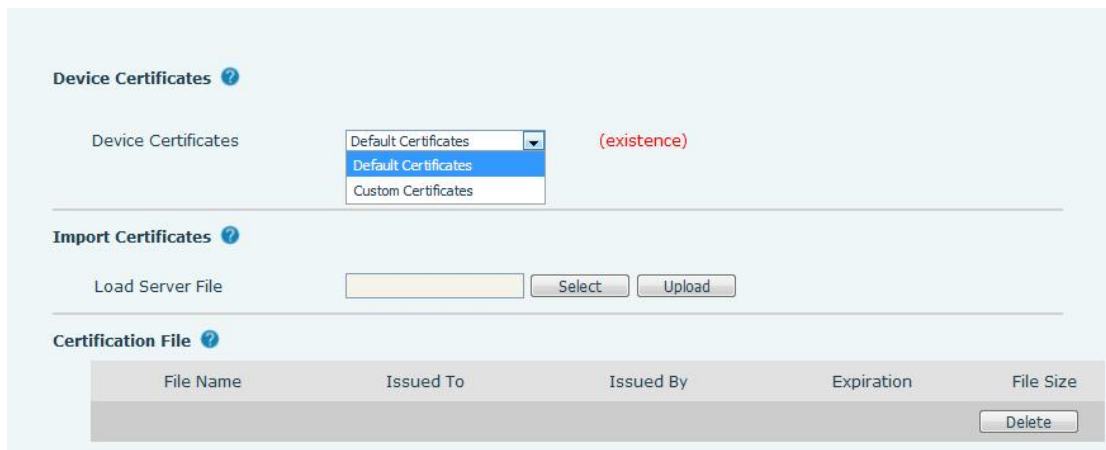 Device Certificates ?
Device Certificates Default Certificates (existence)
Default Certificates
Custom Certificates
Import Certificates ?
Load Server File Select Upload
Certification File ?
File Name Issued To Issued By Expiration File Size
Delete